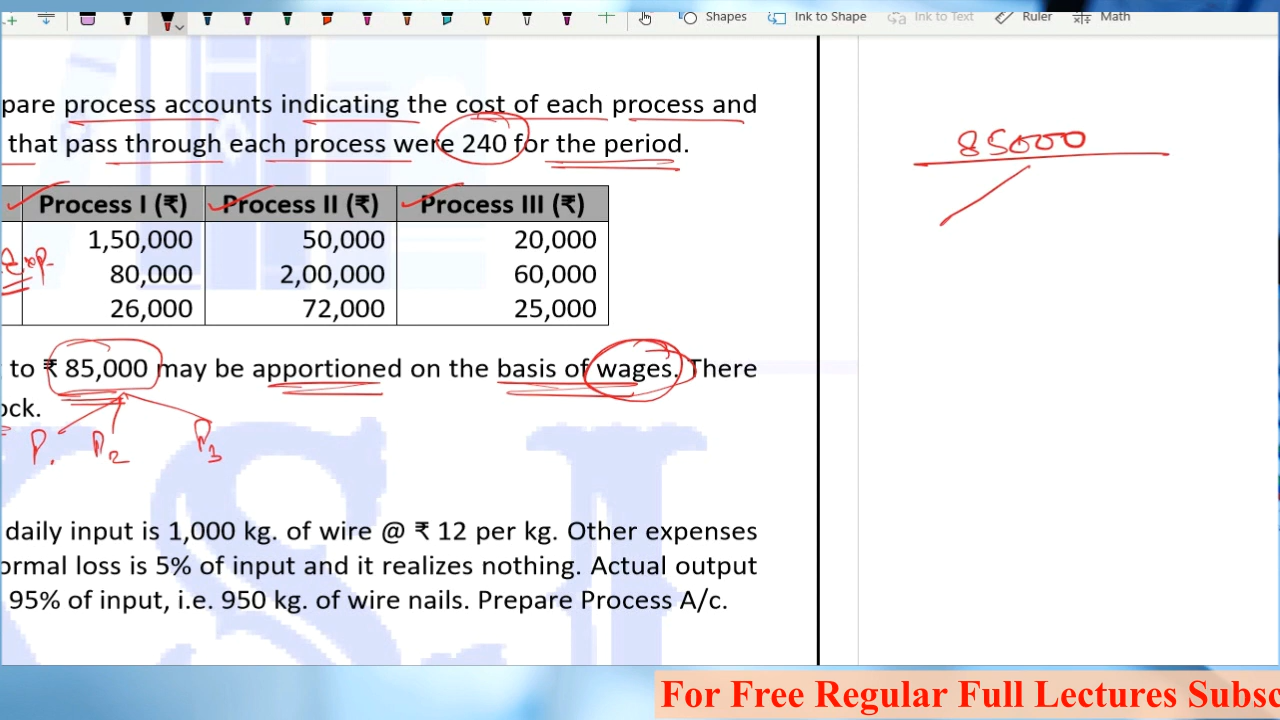 Shapes Ink to Shape Ink to Text Ruler Math
pare process accounts indicating the cost of each process and
that pass through each process were 240 for the period.
85000
Process I (₹) Process II (₹) Process III (₹)
1,50,000 50,000 20,000
Exp.
80,000 2,00,000 60,000
26,000 72,000 25,000
to ₹ 85,000 may be apportioned on the basis of wages. There
ock.
P1 P2 P3
daily input is 1,000 kg. of wire @ ₹ 12 per kg. Other expenses
ormal loss is 5% of input and it realizes nothing. Actual output
95% of input, i.e. 950 kg. of wire nails. Prepare Process A/c.
For Free Regular Full Lectures Subsc